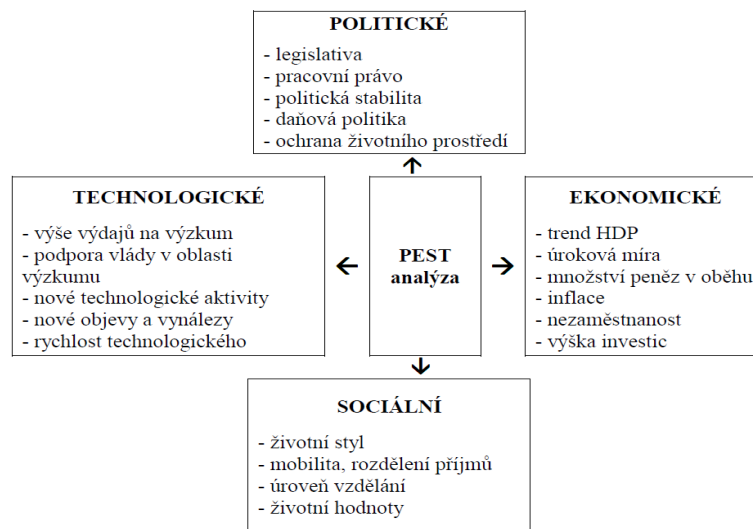 POLITICKÉ
- legislativa
- pracovní právo
- politická stabilita
- daňová politika
- ochrana životního prostředí
TECHNOLOGICKÉ
- výše výdajů na výzkum
- podpora vlády v oblasti
výzkumu
- nové technologické aktivity
- nové objevy a vynálezy
- rychlost technologického
PEST
analýza
EKONOMICKÉ
- trend HDP
- úroková míra
- množství peněz v oběhu
- inflace
- nezaměstnanost
- výška investic
SOCIÁLNÍ
- životní styl
- mobilita, rozdělení příjmů
- úroveň vzdělání
- životní hodnoty